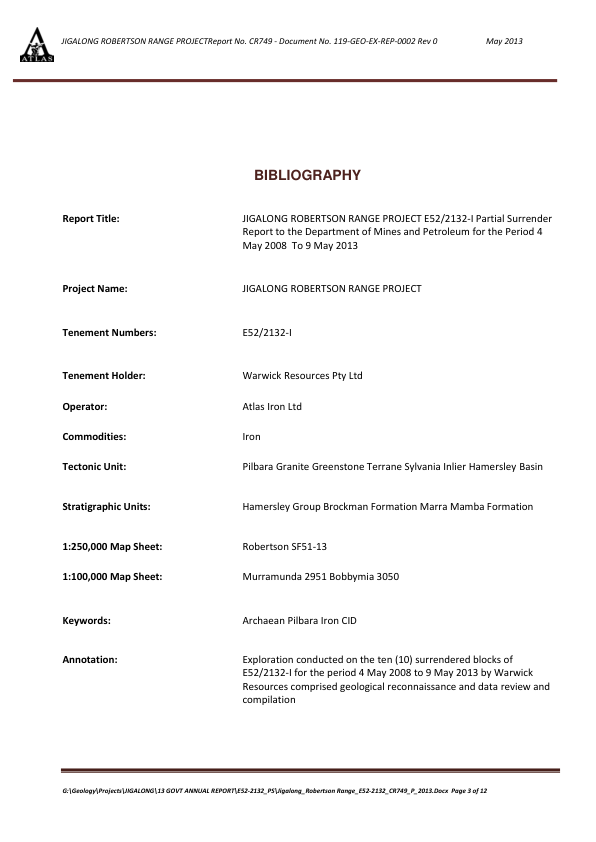 JIGALONG ROBERTSON RANGE PROJECTReport No. CR749 - Document No. 119-GEO-EX-REP-0002 Rev 0 May 2013
ATLAS
BIBLIOGRAPHY
Report Title: JIGALONG ROBERTSON RANGE PROJECT E52/2132-I Partial Surrender
Report to the Department of Mines and Petroleum for the Period 4
May 2008 To 9 May 2013
Project Name: JIGALONG ROBERTSON RANGE PROJECT
Tenement Numbers: E52/2132-I
Tenement Holder: Warwick Resources Pty Ltd
Operator: Atlas Iron Ltd
Commodities: Iron
Tectonic Unit: Pilbara Granite Greenstone Terrane Sylvania Inlier Hamersley Basin
Stratigraphic Units: Hamersley Group Brockman Formation Marra Mamba Formation
1:250,000 Map Sheet: Robertson SF51-13
1:100,000 Map Sheet: Murramunda 2951 Bobbymia 3050
Keywords: Archaean Pilbara Iron CID
Annotation: Exploration conducted on the ten (10) surrendered blocks of
E52/2132-I for the period 4 May 2008 to 9 May 2013 by Warwick
Resources comprised geological reconnaissance and data review and
compilation
G:\Geology\Projects\JIGALONG\13 GOVT ANNUAL REPORT\E52-2132_PS\Jigalong_Robertson Range_E52-2132_CR749_P_2013.Docx Page 3 of 12